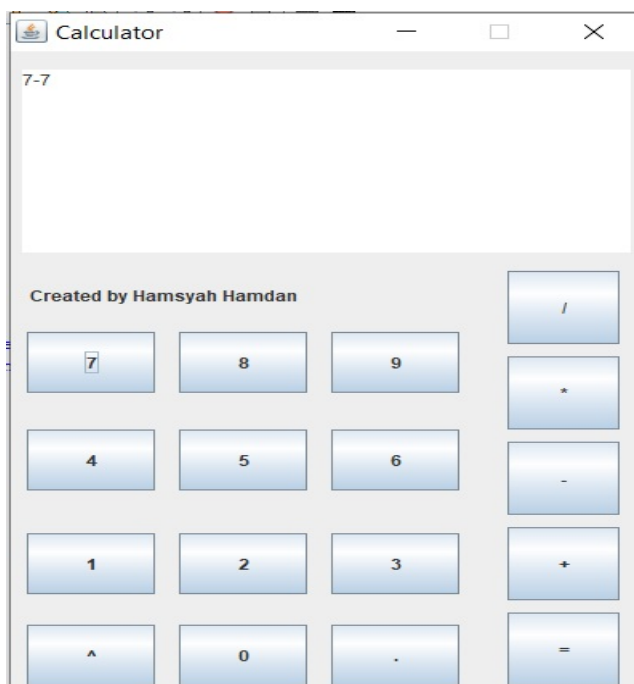 Calculator
7-7
Created by Hamsyah Hamdan
/
7 8 9
*
4 5 6
-
1 2 3
+
^ 0 .
=